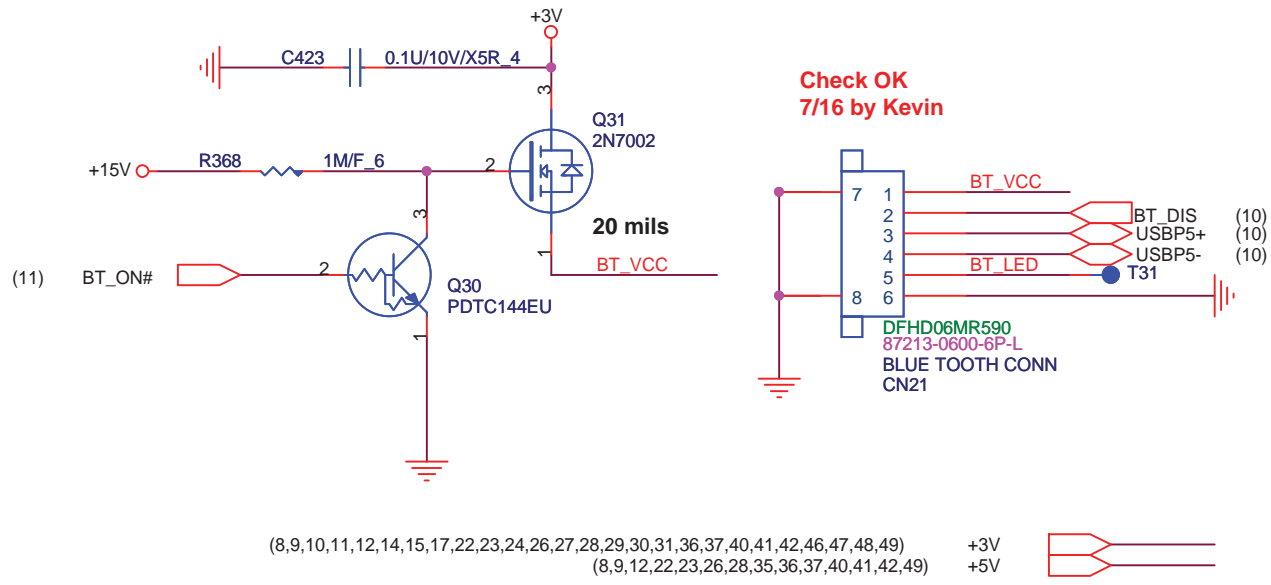 +3V
C423 0.1U/10V/X5R_4
3
Q31
2N7002
Check OK
7/16 by Kevin
+15V R368 1M/F_6 2
3
20 mils
1
BT_VCC
(11) BT_ON# 2
Q30
PDTC144EU
1
7 1 BT_VCC
2 BT_DIS (10)
3 USBP5+ (10)
4 USBP5- (10)
5 BT_LED T31
8 6
DFHD06MR590
87213-0600-6P-L
BLUE TOOTH CONN
CN21
(8,9,10,11,12,14,15,17,22,23,24,26,27,28,29,30,31,36,37,40,41,42,46,47,48,49) +3V
(8,9,12,22,23,26,28,35,36,37,40,41,42,49) +5V